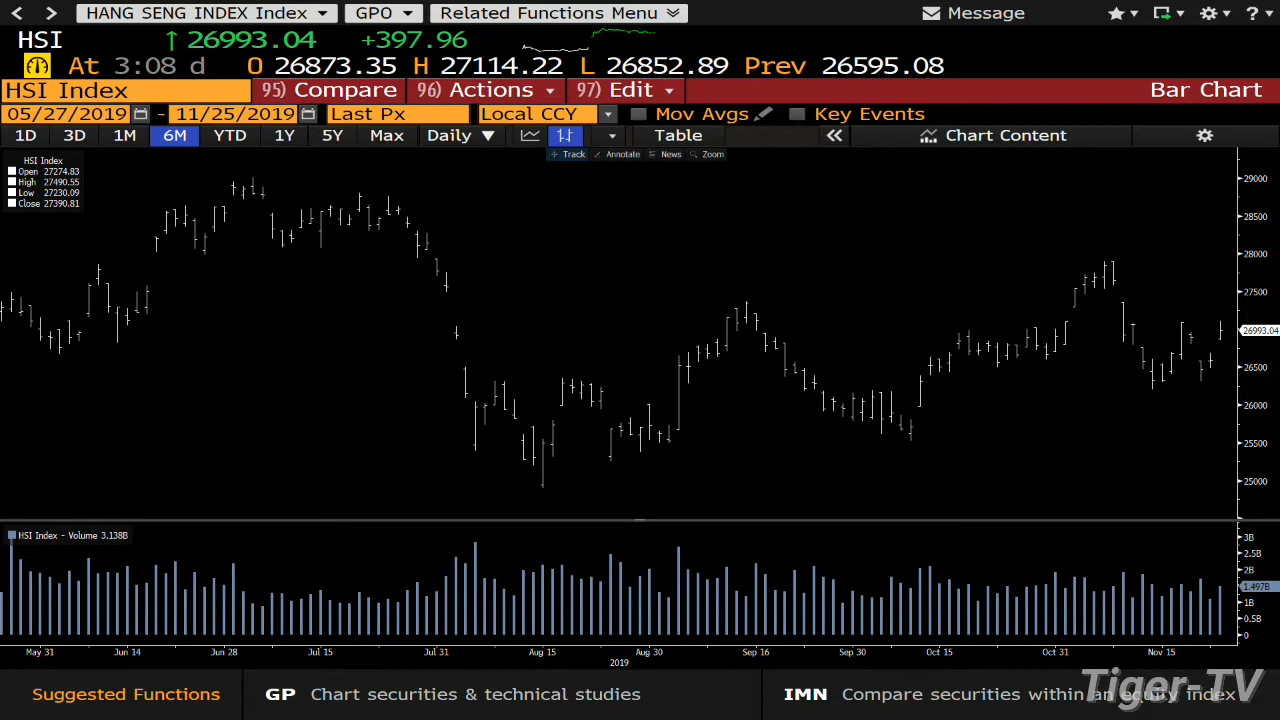 HANG SENG INDEX Index GPO Related Functions Menu Message ?
HSI ↑ 26993.04 +397.96
At 3:08 d O 26873.35 H 27114.22 L 26852.89 Prev 26595.08
HSI Index 95) Compare 96) Actions 97) Edit Bar Chart
05/27/2019 - 11/25/2019 Last Px Local CCY Mov Avgs Key Events
1D 3D 1M 6M YTD 1Y 5Y Max Daily ▼ Table « Chart Content
Track Annotate News Zoom
HSI Index
Open 27274.83
High 27490.55
Low 27230.09
Close 27390.81
29000
28500
28000
27500
26993.04
26500
26000
25500
25000
HSI Index - Volume 3.138B
3B
2.5B
2B
1.497B
1B
0.5B
0
May 31 Jun 14 Jun 28 Jul 15 Jul 31 Aug 15 Aug 30 Sep 16 Sep 30 Oct 15 Oct 31 Nov 15
2019
Suggested Functions GP Chart securities & technical studies IMN Compare securities within an equity index
Tiger-TV